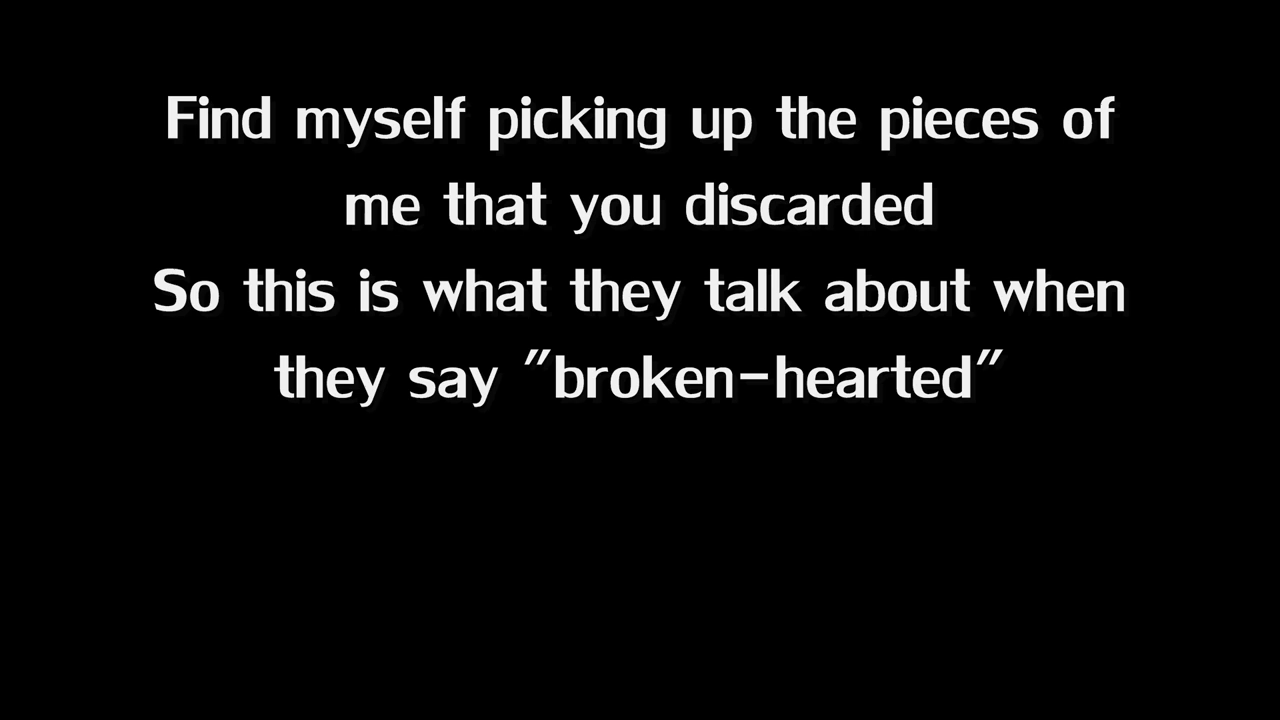 Find myself picking up the pieces of
me that you discarded
So this is what they talk about when
they say "broken-hearted"